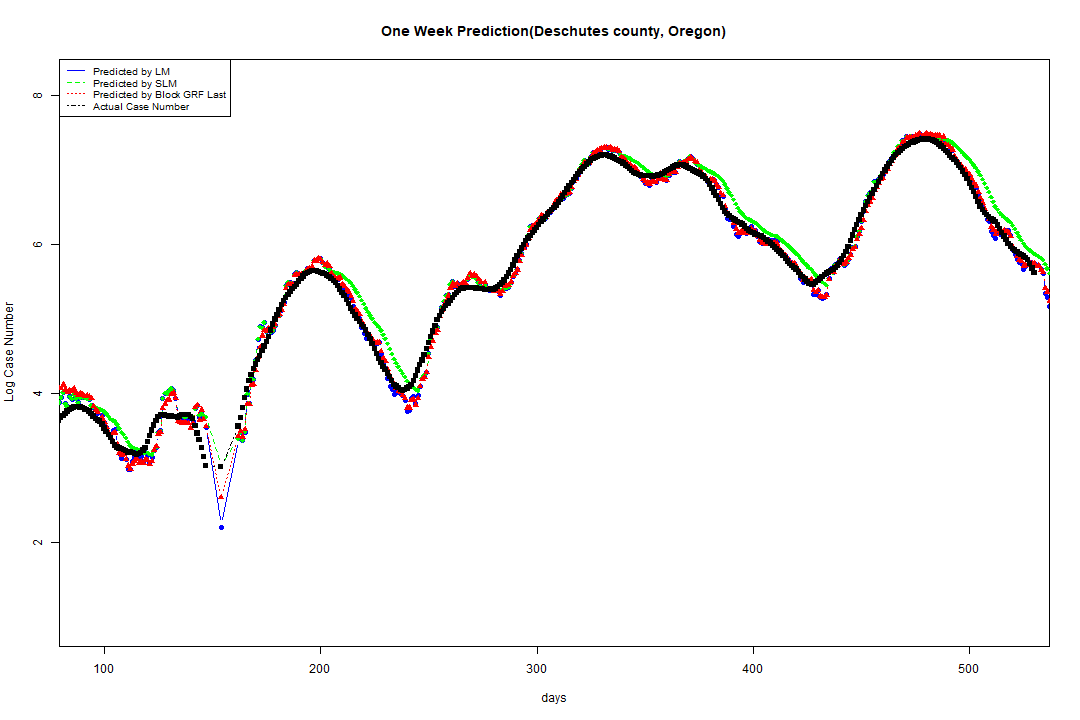 One Week Prediction(Deschutes county, Oregon)
Predicted by LM
Predicted by SLM
Predicted by Block GRF Last
Actual Case Number
8
6
4
2
Log Case Number
100 200 300 400 500
days